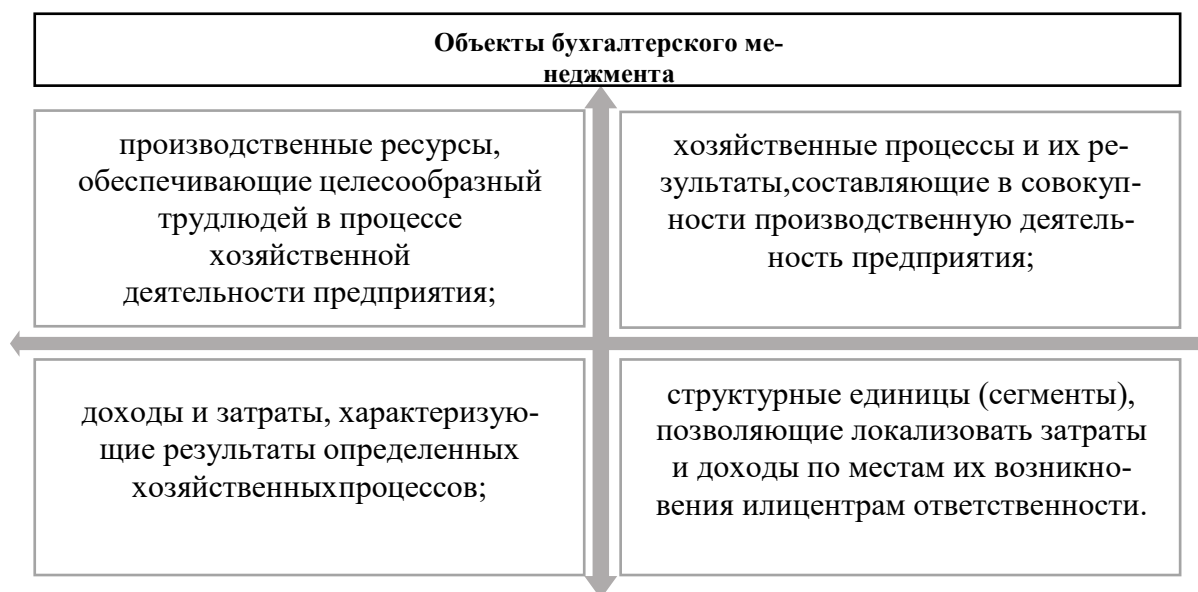 Объекты бухгалтерского ме-
неджмента
производственные ресурсы,
обеспечивающие целесообразный
трудлюдей в процессе
хозяйственной
деятельности предприятия;
хозяйственные процессы и их ре-
зультаты,составляющие в совокуп-
ности производственную деятель-
ность предприятия;
доходы и затраты, характеризую-
щие результаты определенных
хозяйственныхпроцессов;
структурные единицы (сегменты),
позволяющие локализовать затраты
и доходы по местам их возникно-
вения илицентрам ответственности.